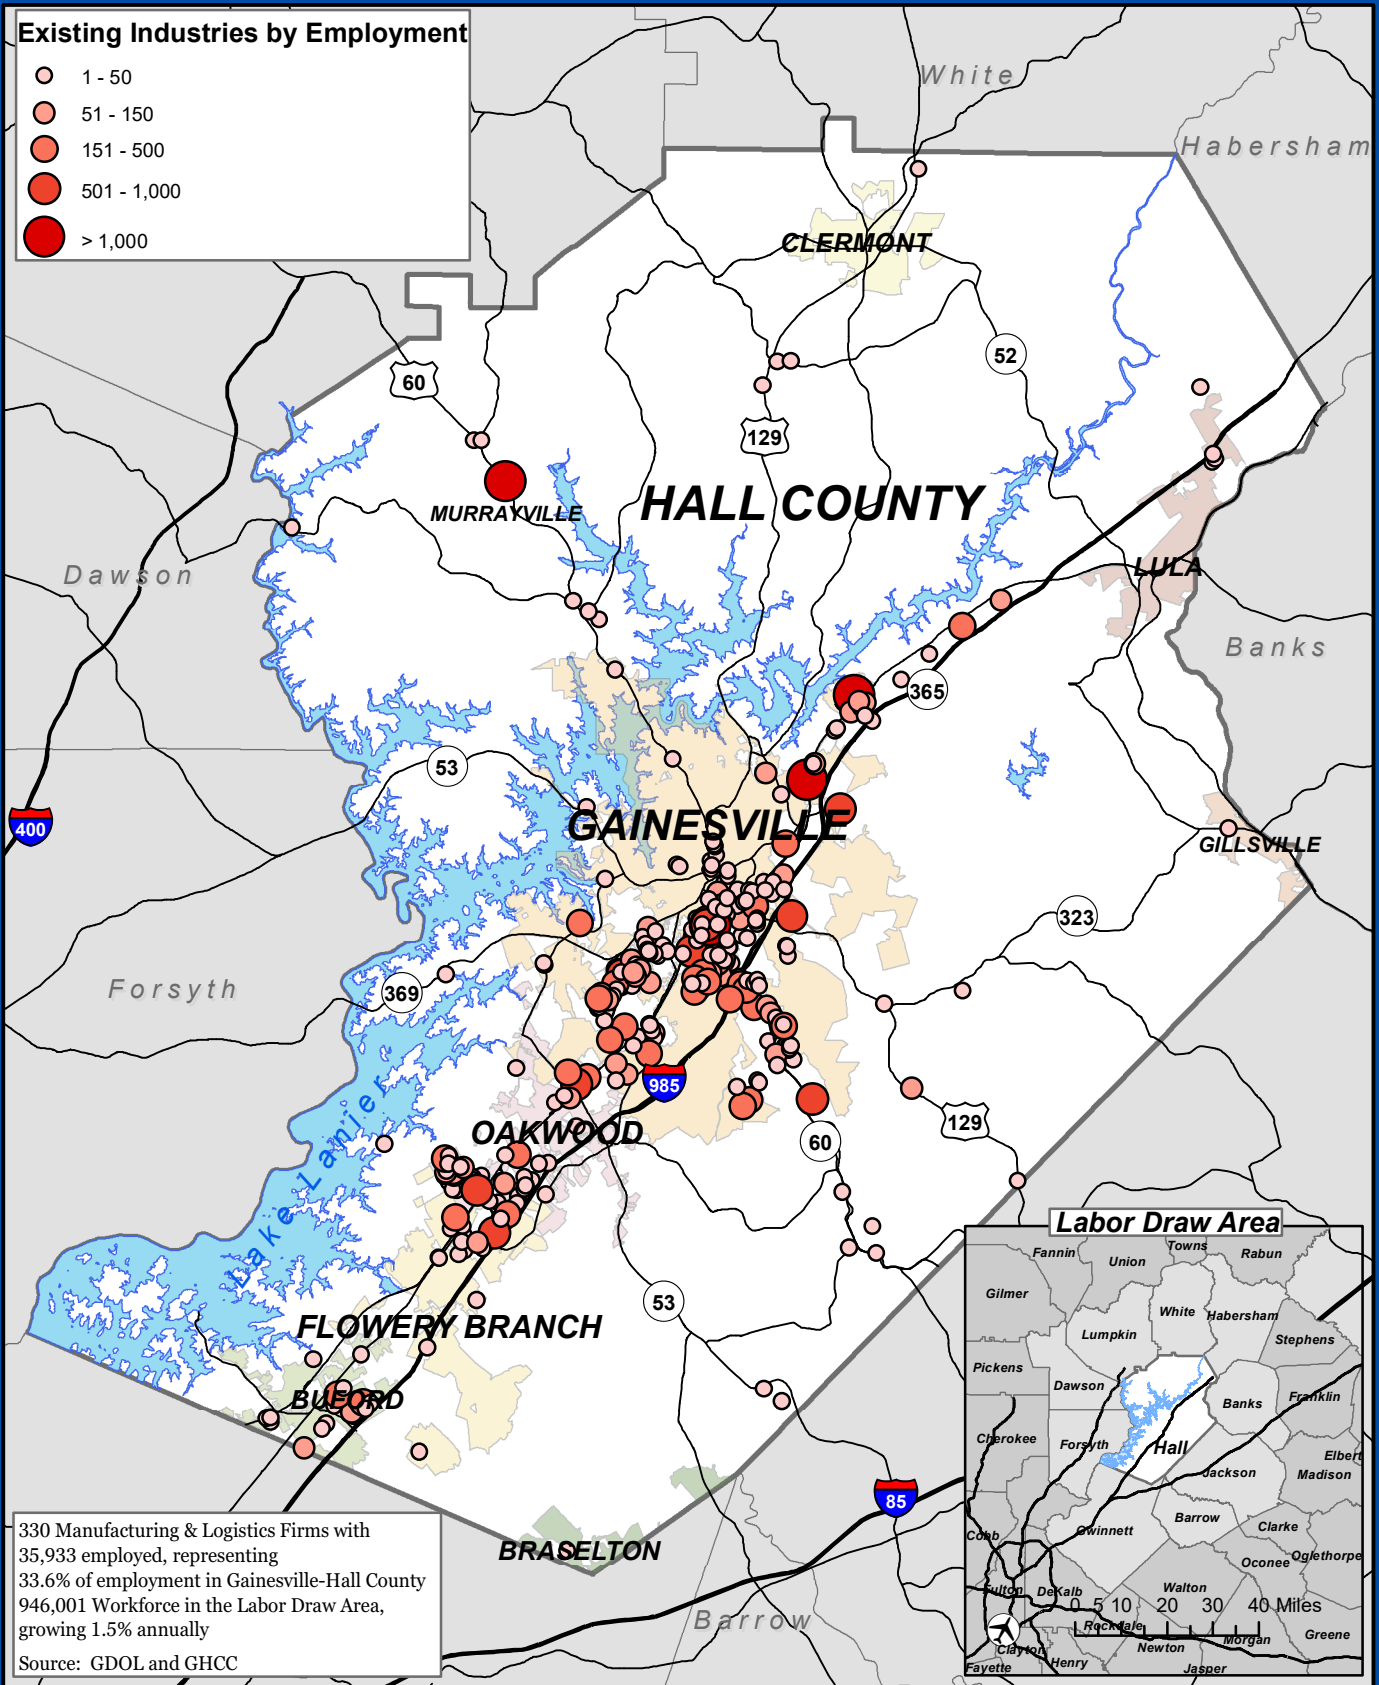 Existing Industries by Employment
1 - 50
51 - 150
151 - 500
501 - 1,000
> 1,000
White
Habersham
CLERMONT
52
60
129
HALL COUNTY
MURRAYVILLE
Dawson
LULA
Banks
365
53
400
GAINESVILLE
GILLSVILLE
323
Forsyth
369
985
OAKWOOD
129
60
Lake Lanier
53
FLOWERY BRANCH
BUFORD
85
BRASELTON
Barrow
330 Manufacturing & Logistics Firms with
35,933 employed, representing
33.6% of employment in Gainesville-Hall County
946,001 Workforce in the Labor Draw Area,
growing 1.5% annually
Source: GDOL and GHCC
Labor Draw Area
Fannin
Union
Towns
Rabun
Gilmer
White
Habersham
Lumpkin
Stephens
Pickens
Dawson
Banks
Franklin
Cherokee
Forsyth
Hall
Elbert
Jackson
Madison
Cobb
Gwinnett
Barrow
Clarke
Oconee
Oglethorpe
Fulton
DeKalb
Walton
0 5 10 20 30 40 Miles
Rockdale
Clayton
Newton
Morgan
Greene
Fayette
Henry
Jasper